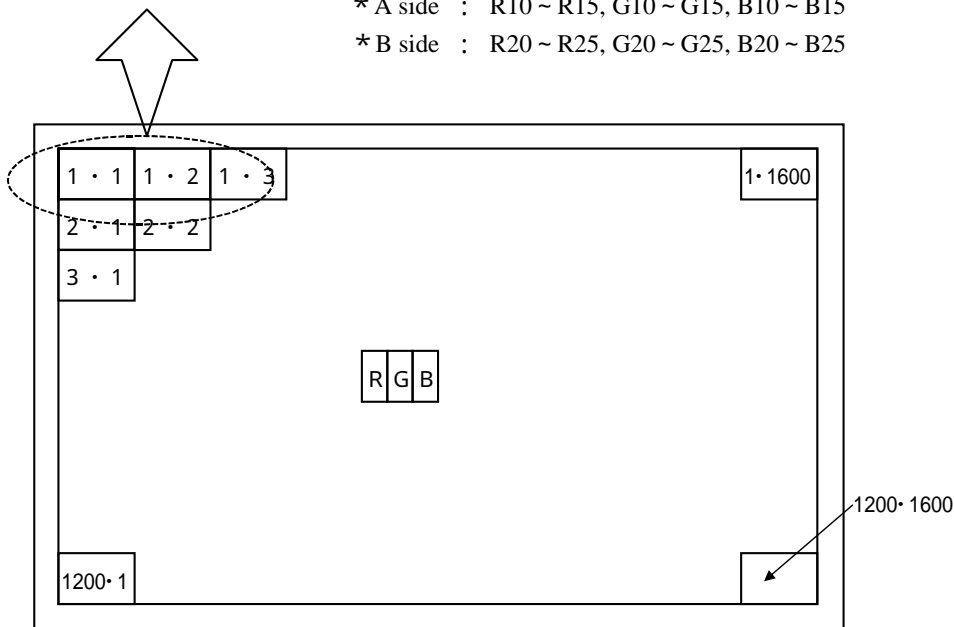 * A side : R10 ~ R15, G10 ~ G15, B10 ~ B15
* B side : R20 ~ R25, G20 ~ G25, B20 ~ B25
1 · 1 1 · 2 1 · 3 1· 1600
2 · 1 2 · 2
3 · 1
R G B
1200· 1600
1200· 1